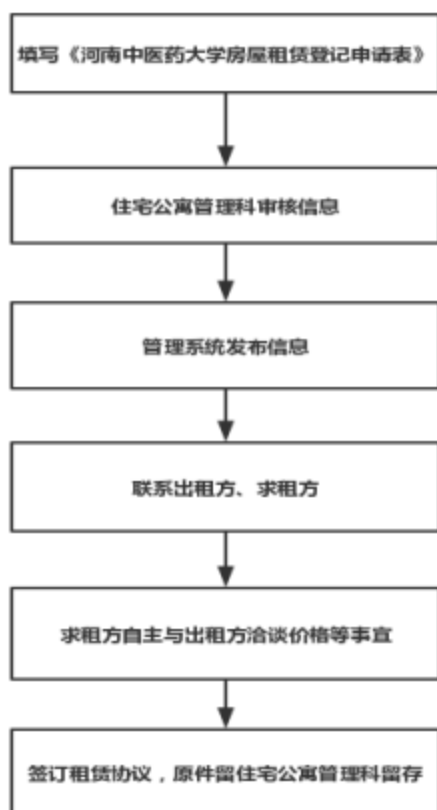 填写《河南中医药大学房屋租赁登记申请表》
住宅公寓管理科审核信息
管理系统发布信息
联系出租方、求租方
求租方自主与出租方洽谈价格等事宜
签订租赁协议，原件留住宅公寓管理科留存